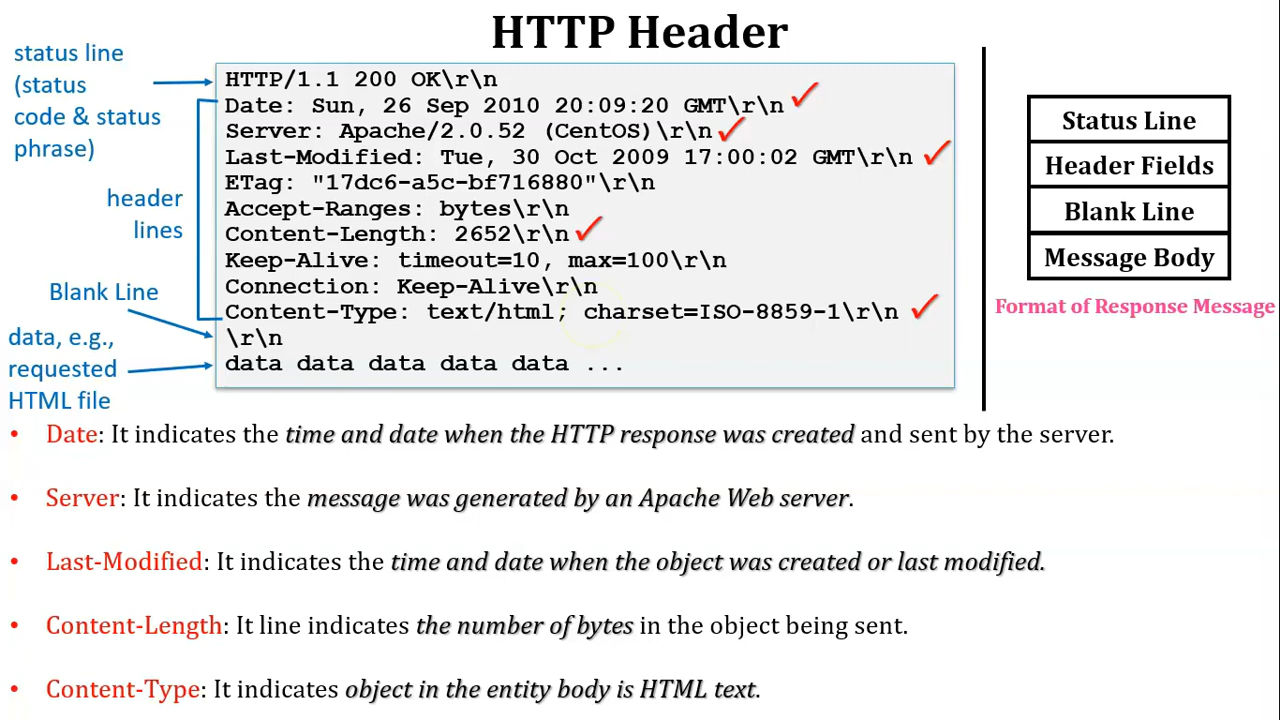 HTTP Header
status line
(status
code & status
phrase)
header
lines
Blank Line
data, e.g.,
requested
HTML file
HTTP/1.1 200 OK\r\n
Date: Sun, 26 Sep 2010 20:09:20 GMT\r\n
Server: Apache/2.0.52 (CentOS)\r\n
Last-Modified: Tue, 30 Oct 2009 17:00:02 GMT\r\n
ETag: "17dc6-a5c-bf716880"\r\n
Accept-Ranges: bytes\r\n
Content-Length: 2652\r\n
Keep-Alive: timeout=10, max=100\r\n
Connection: Keep-Alive\r\n
Content-Type: text/html; charset=ISO-8859-1\r\n
\r\n
data data data data data ...
Status Line
Header Fields
Blank Line
Message Body
Format of Response Message
• Date: It indicates the time and date when the HTTP response was created and sent by the server.
• Server: It indicates the message was generated by an Apache Web server.
• Last-Modified: It indicates the time and date when the object was created or last modified.
• Content-Length: It line indicates the number of bytes in the object being sent.
• Content-Type: It indicates object in the entity body is HTML text.